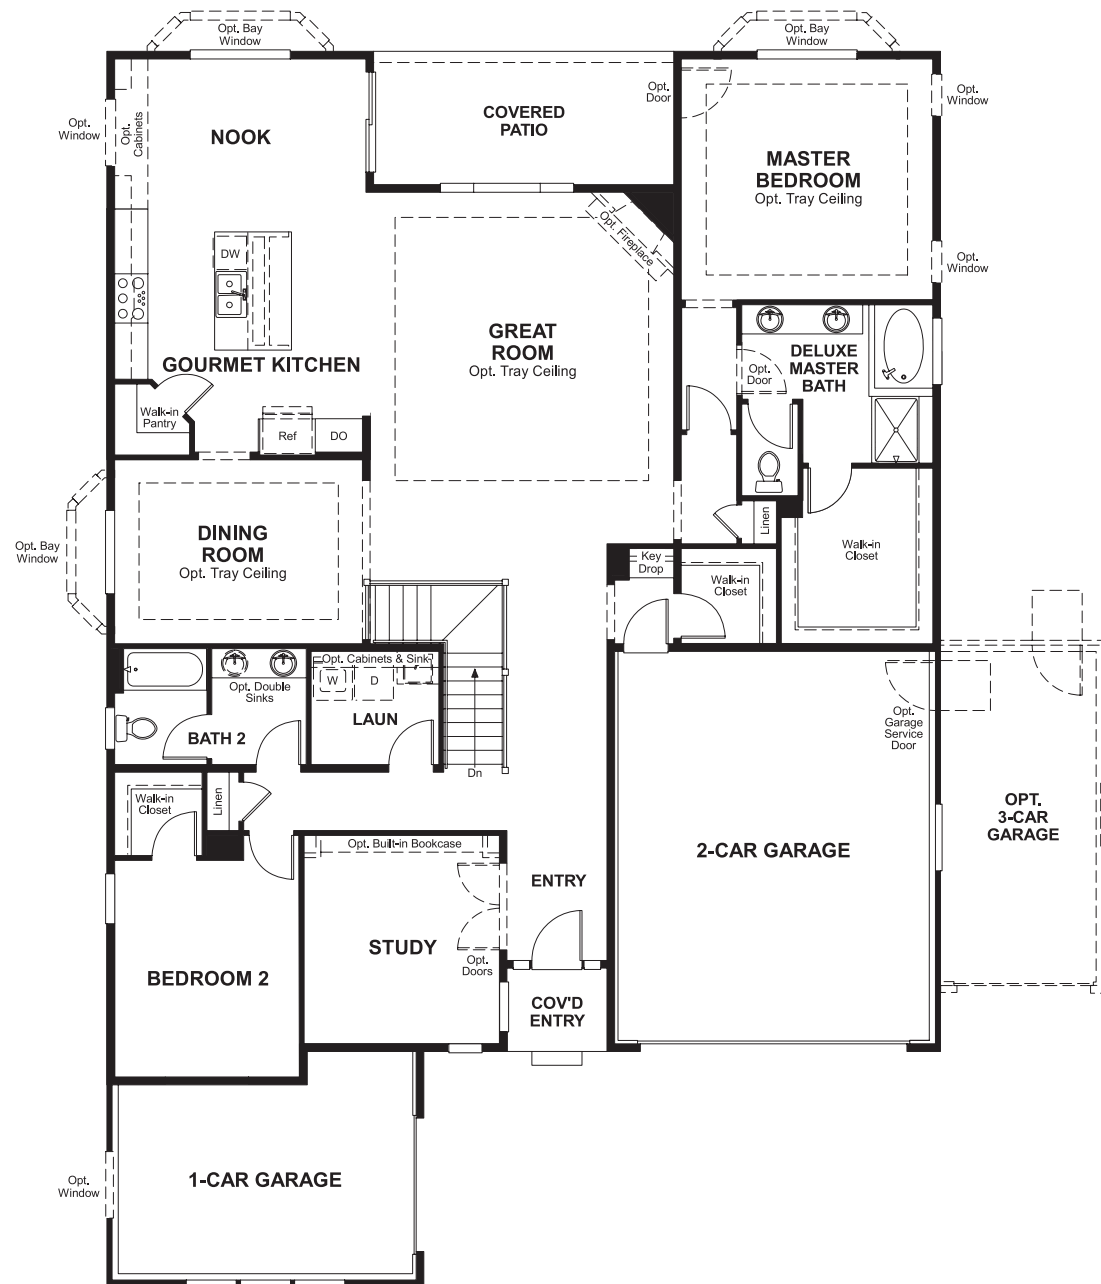 Opt. Bay
Window
Opt. Bay
Window
Opt.
Window
Opt.
Cabinets
NOOK
COVERED
PATIO
Opt.
Door
MASTER
BEDROOM
Opt. Tray Ceiling
Opt.
Window
Opt.
Window
Opt. Fireplace
DW
GOURMET KITCHEN
GREAT
ROOM
Opt. Tray Ceiling
DELUXE
MASTER
BATH
Opt.
Door
Walk-in
Pantry
Ref
DO
Opt. Bay
Window
DINING
ROOM
Opt. Tray Ceiling
Linen
Walk-in
Closet
Key
Drop
Walk-in
Closet
Opt. Double
Sinks
Opt. Cabinets & Sink
W
D
LAUN
BATH 2
Dn
Opt.
Garage
Service
Door
Walk-in
Closet
Linen
Opt. Built-in Bookcase
OPT.
3-CAR
GARAGE
2-CAR GARAGE
ENTRY
STUDY
Opt.
Doors
BEDROOM 2
COV'D
ENTRY
1-CAR GARAGE
Opt.
Window